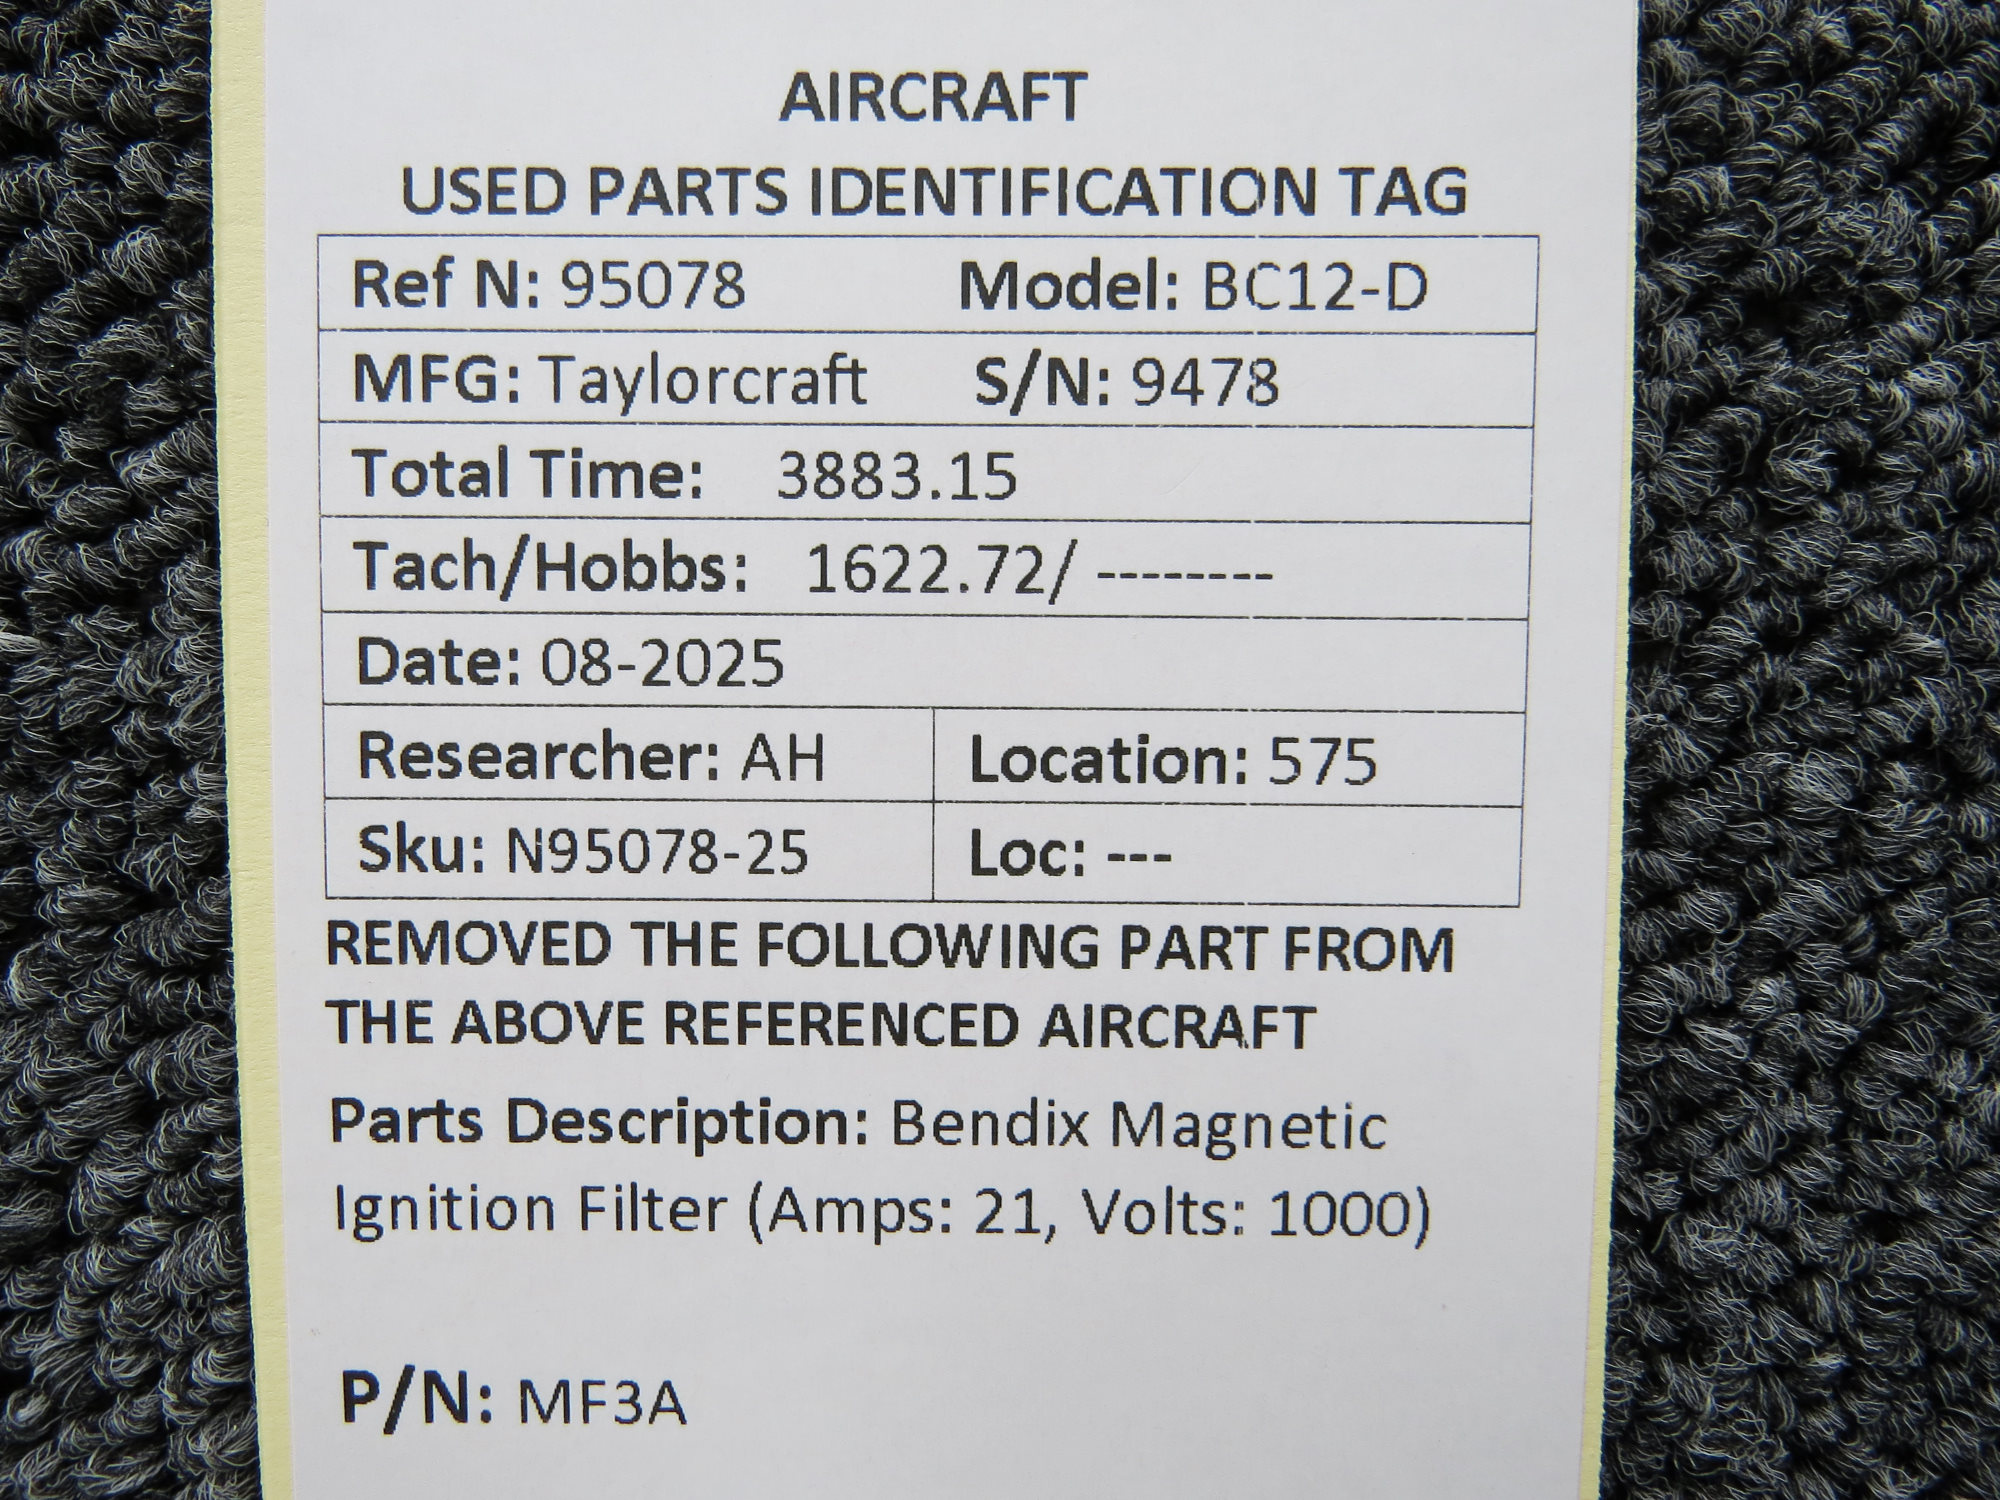 AIRCRAFT
USED PARTS IDENTIFICATION TAG
Ref N: 95078 Model: BC12-D
MFG: Taylorcraft S/N: 9478
Total Time: 3883.15
Tach/Hobbs: 1622.72/ --------
Date: 08-2025
Researcher: AH Location: 575
Sku: N95078-25 Loc: ---
REMOVED THE FOLLOWING PART FROM
THE ABOVE REFERENCED AIRCRAFT
Parts Description: Bendix Magnetic
Ignition Filter (Amps: 21, Volts: 1000)
P/N: MF3A